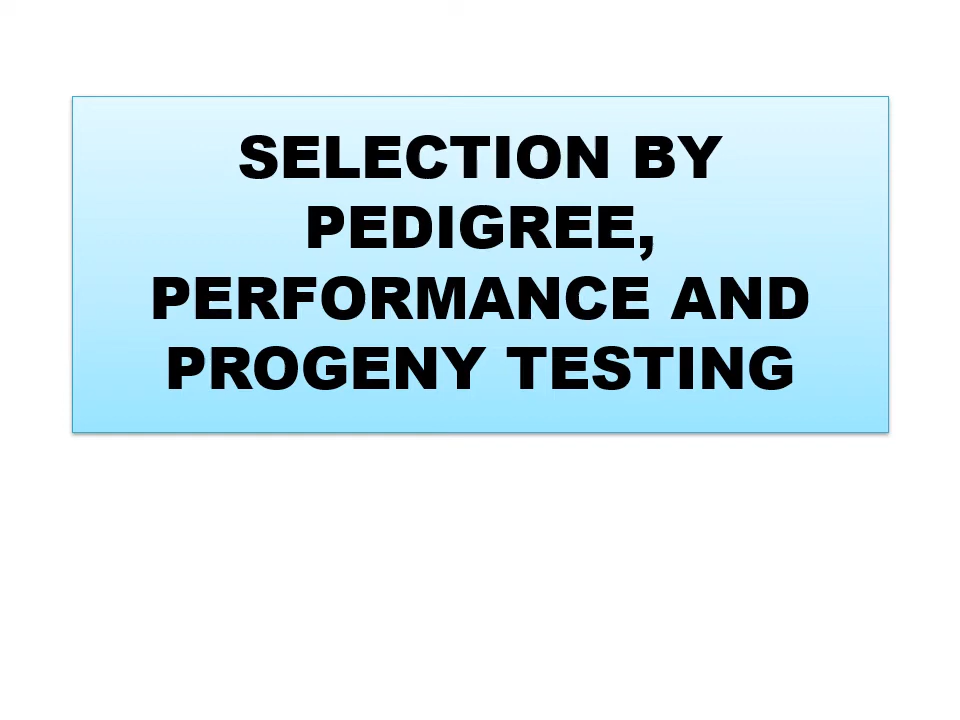 SELECTION BY
PEDIGREE,
PERFORMANCE AND
PROGENY TESTING